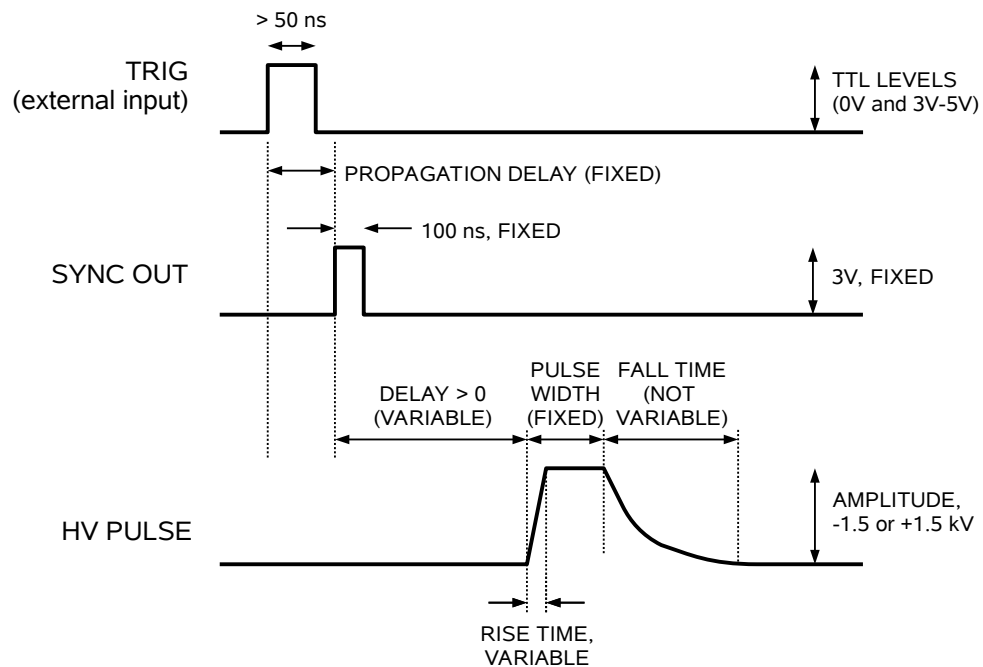 > 50 ns
TRIG
(external input)
TTL LEVELS
(0V and 3V-5V)
PROPAGATION DELAY (FIXED)
100 ns, FIXED
SYNC OUT
3V, FIXED
DELAY > 0
(VARIABLE)
PULSE
WIDTH
(FIXED)
FALL TIME
(NOT
VARIABLE)
HV PULSE
AMPLITUDE,
-1.5 or +1.5 kV
RISE TIME,
VARIABLE